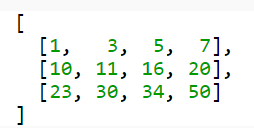 [
[1, 3, 5, 7],
[10, 11, 16, 20],
[23, 30, 34, 50]
]